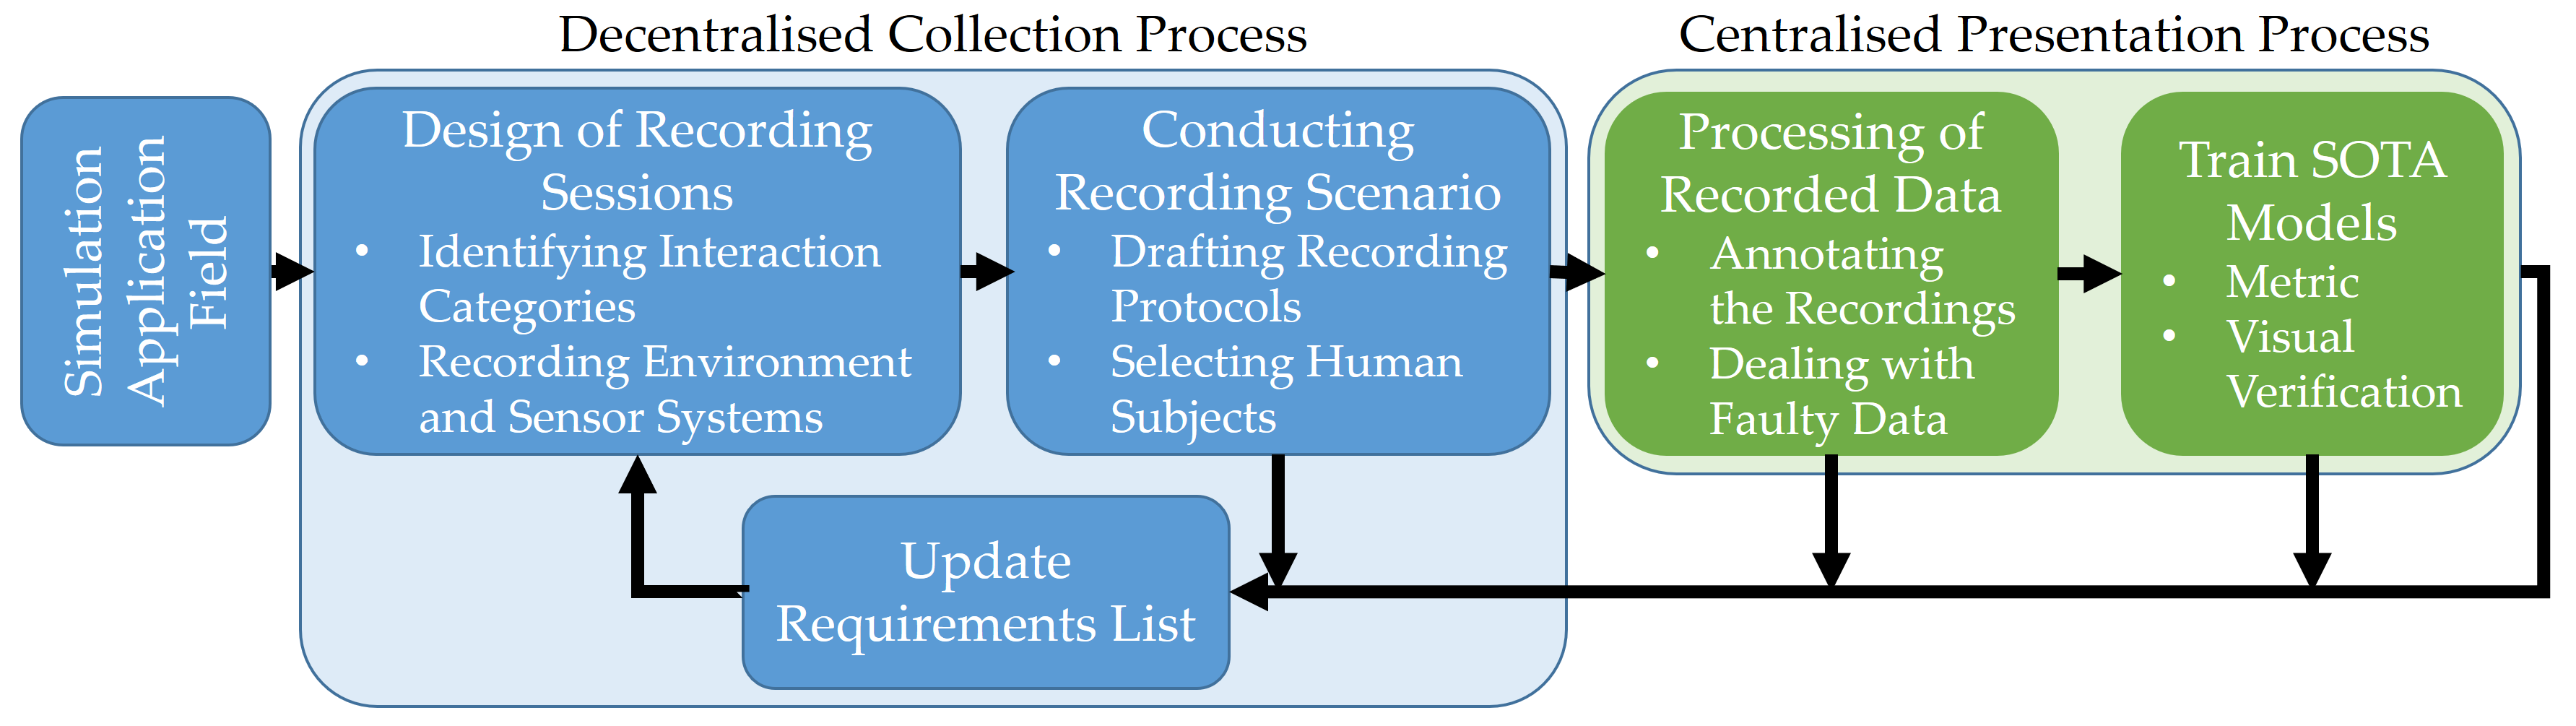 Decentralised Collection Process
Centralised Presentation Process
Simulation
Application
Field
Design of Recording
Sessions
• Identifying Interaction
Categories
• Recording Environment
and Sensor Systems
Conducting
Recording Scenario
• Drafting Recording
Protocols
• Selecting Human
Subjects
Processing of
Recorded Data
• Annotating
the Recordings
• Dealing with
Faulty Data
Train SOTA
Models
• Metric
• Visual
Verification
Update
Requirements List